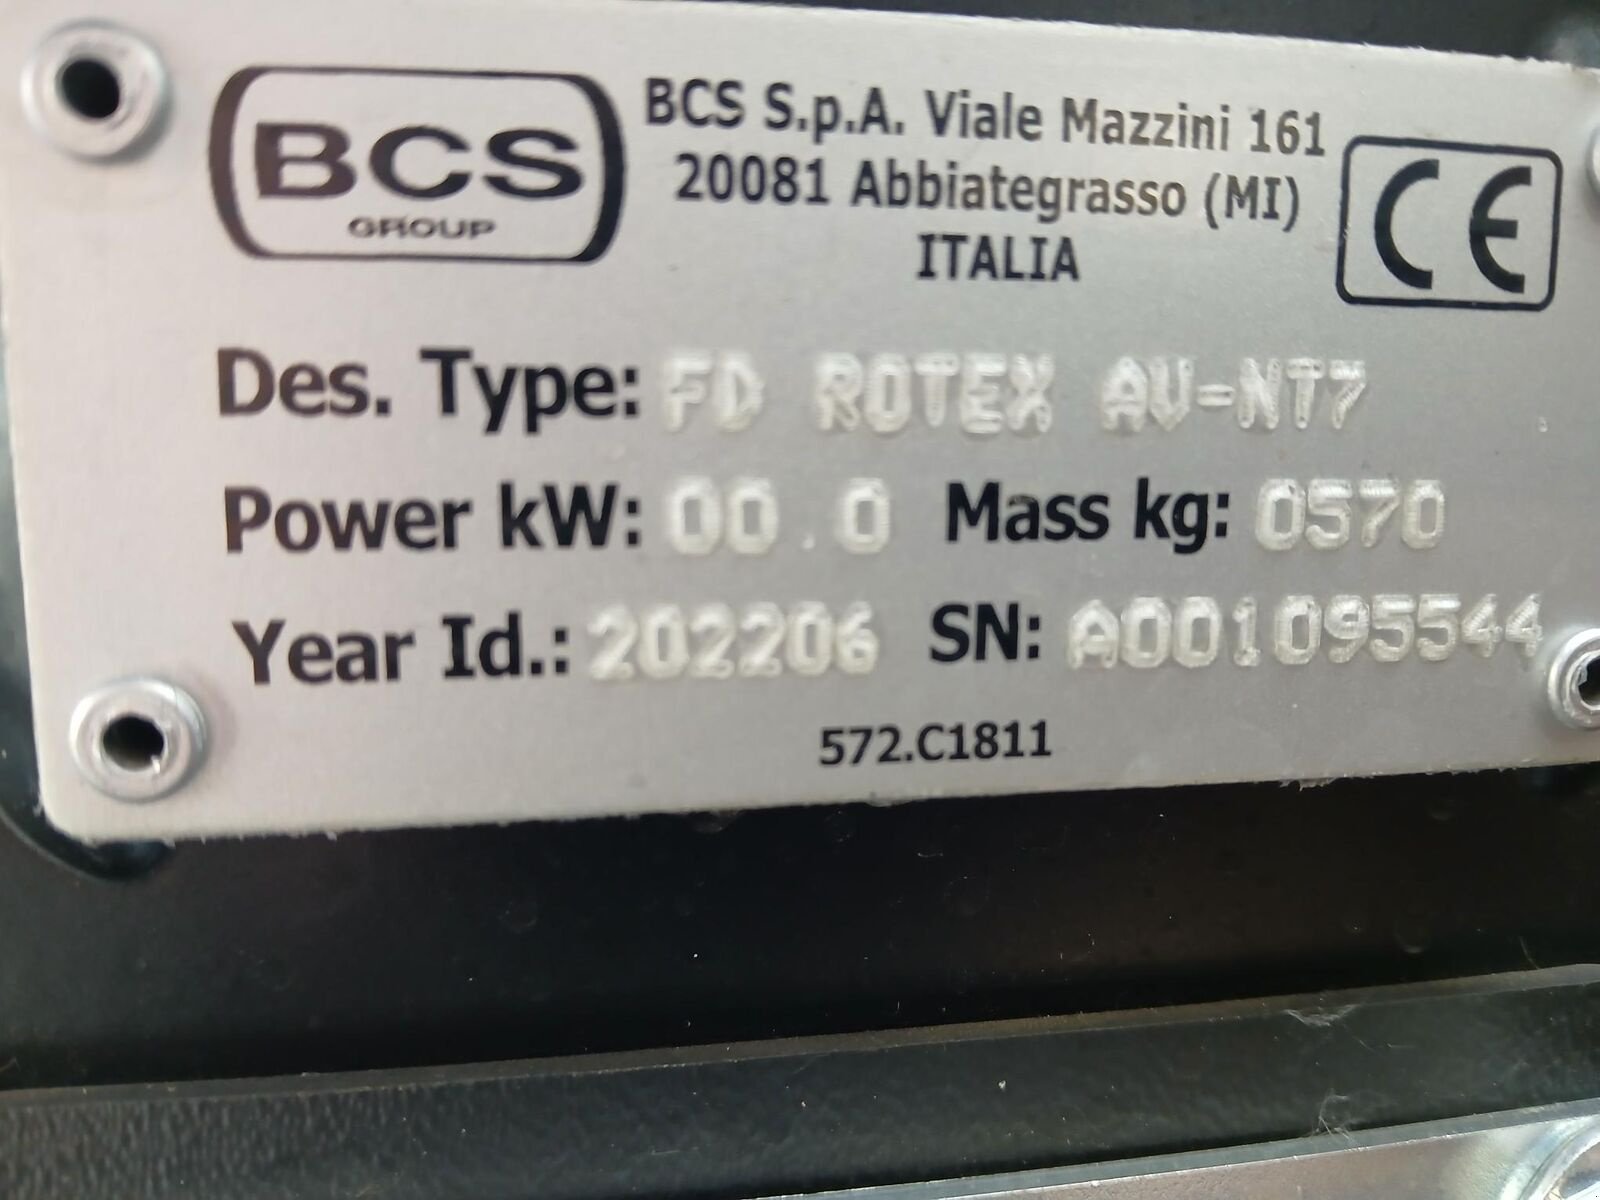 BCS
GROUP
BCS S.p.A. Viale Mazzini 161
20081 Abbiategrasso (MI)
ITALIA
CE
Des. Type: FD ROTEX AV-NT7
Power kW: 00.0 Mass kg: 0570
Year Id.: 202206 SN: A001095544
572.C1811